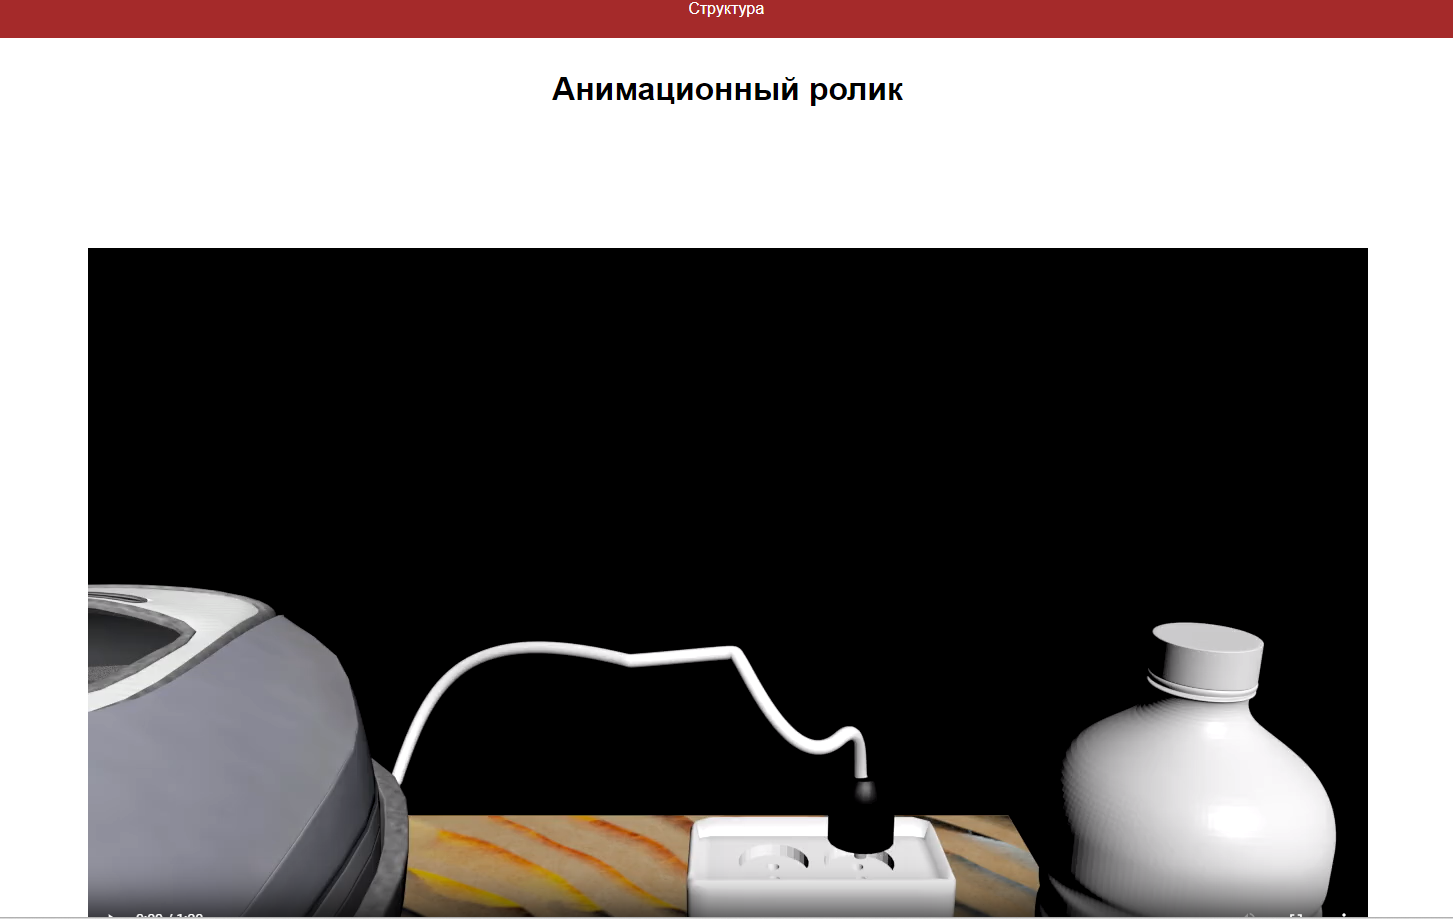 Структура
Анимационный ролик